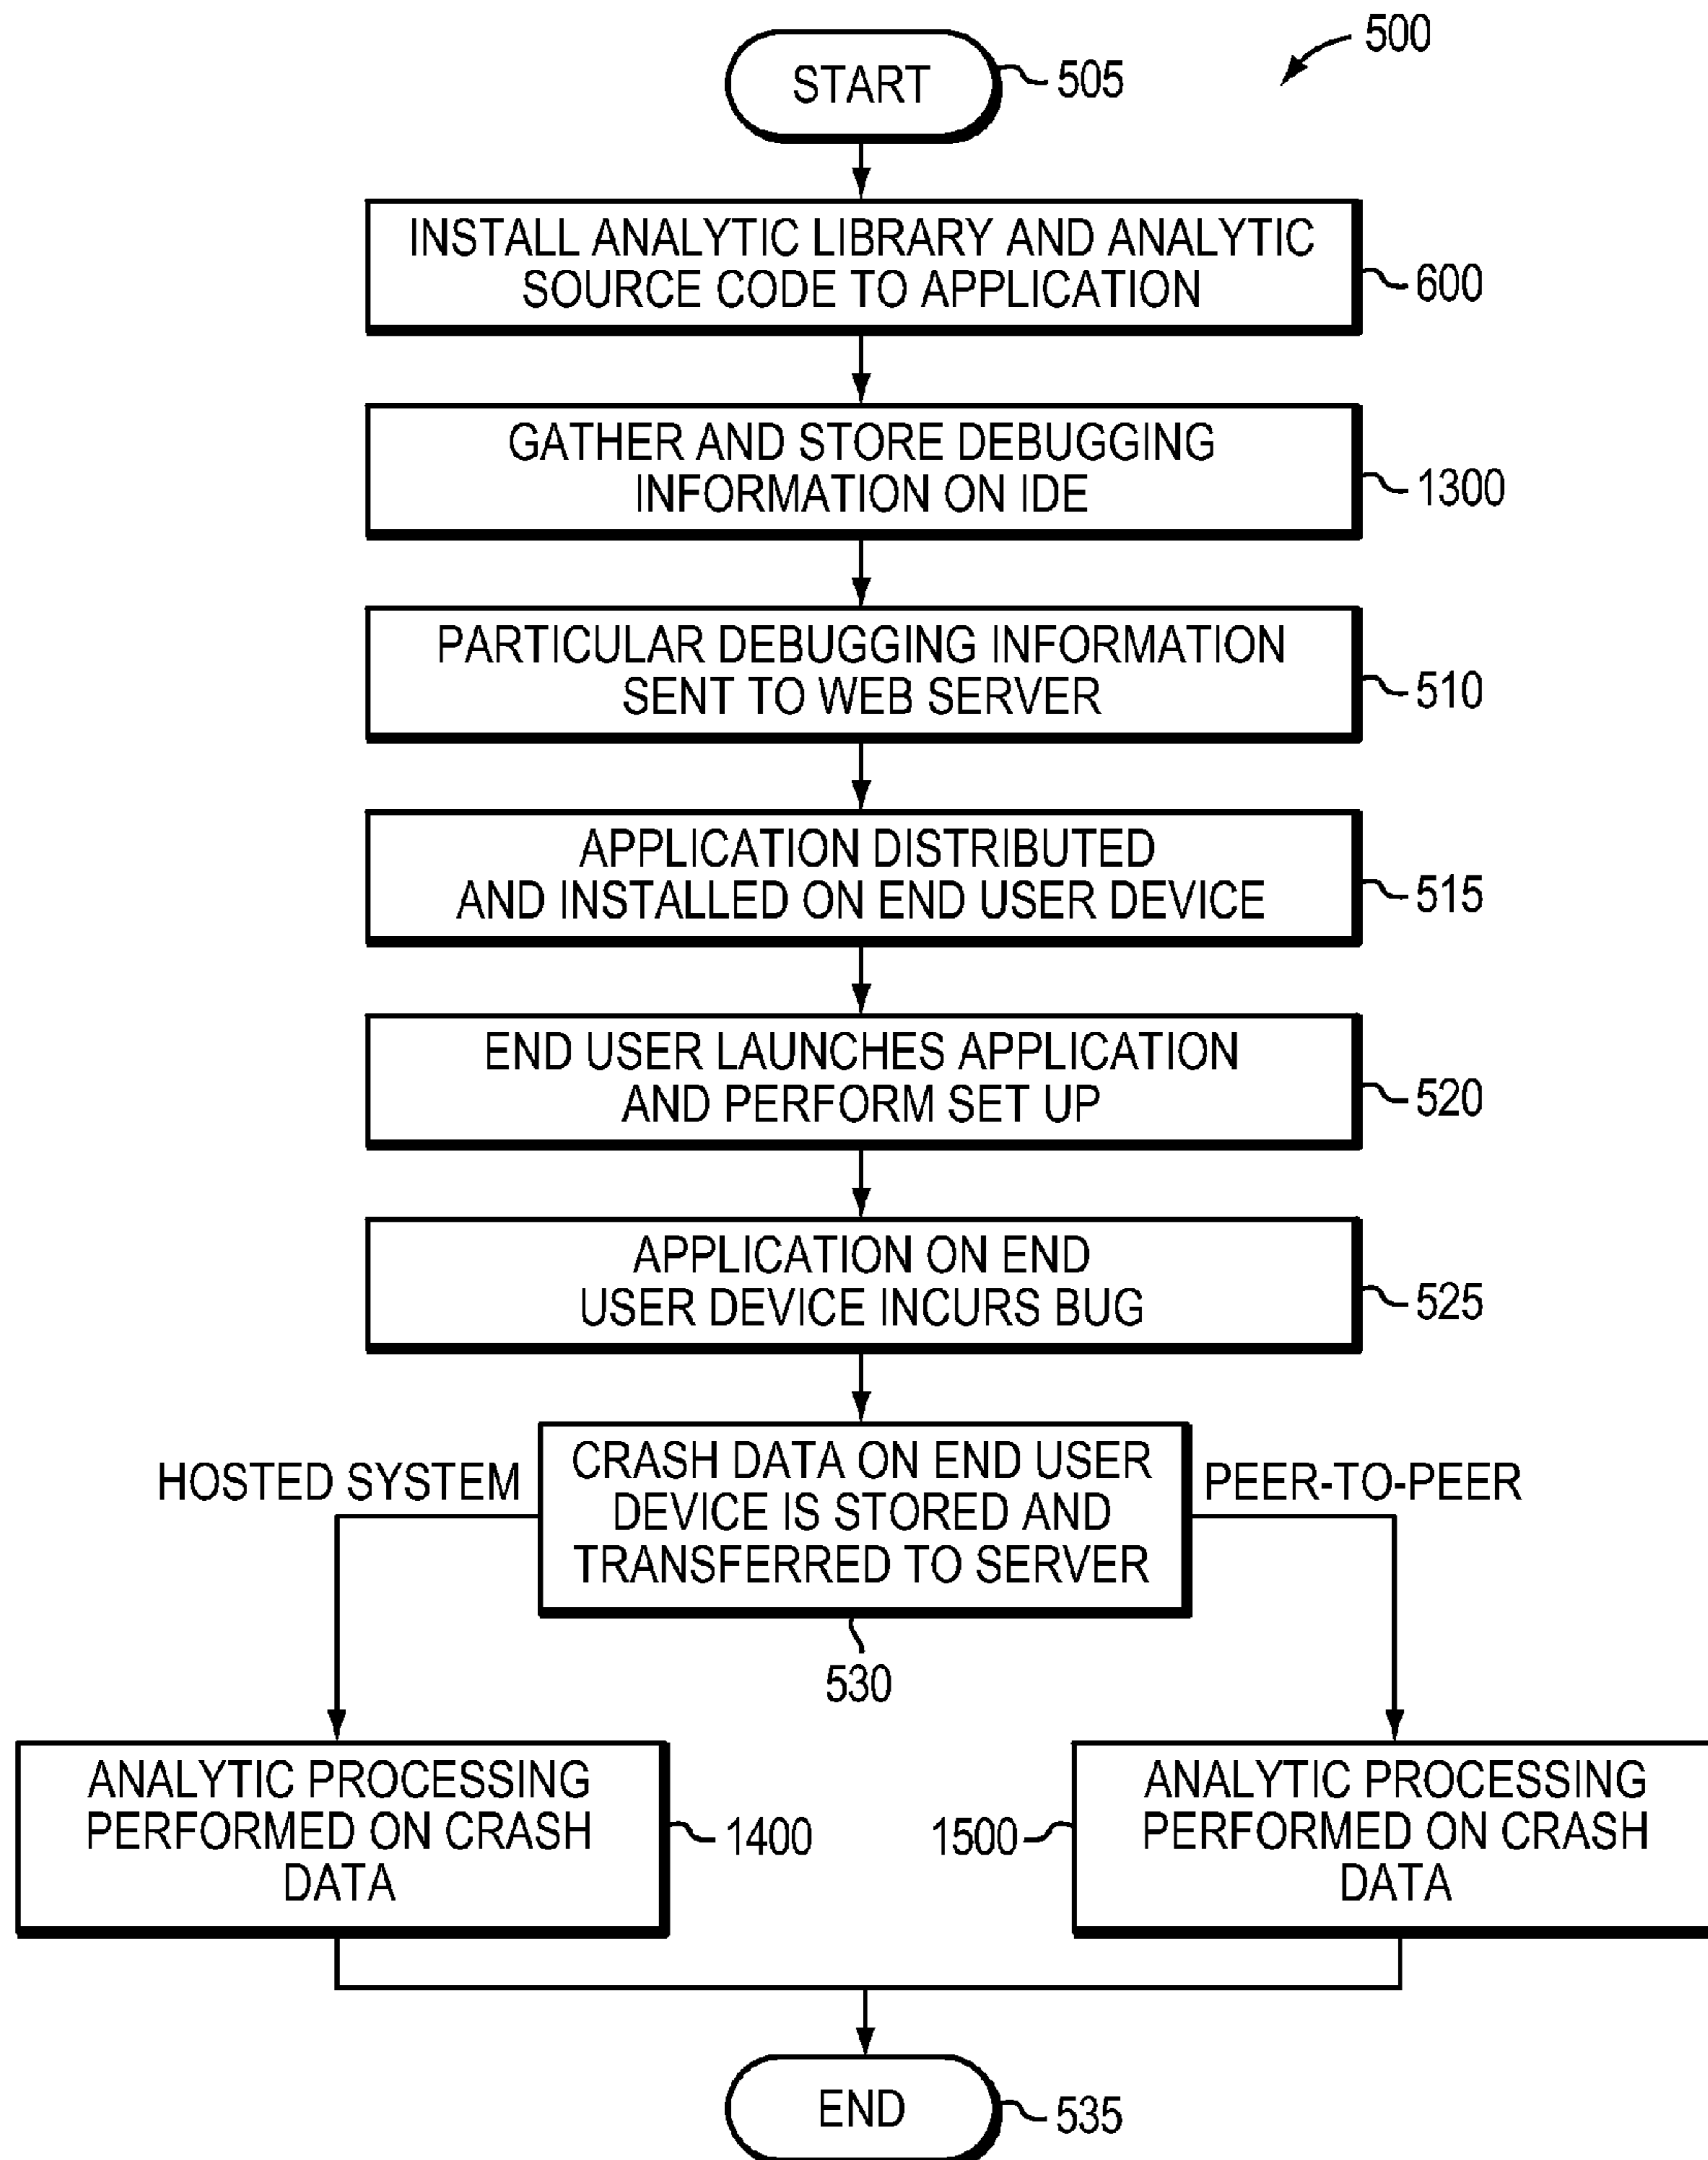 500
START
505
INSTALL ANALYTIC LIBRARY AND ANALYTIC
SOURCE CODE TO APPLICATION
600
GATHER AND STORE DEBUGGING
INFORMATION ON IDE
1300
PARTICULAR DEBUGGING INFORMATION
SENT TO WEB SERVER
510
APPLICATION DISTRIBUTED
AND INSTALLED ON END USER DEVICE
515
END USER LAUNCHES APPLICATION
AND PERFORM SET UP
520
APPLICATION ON END
USER DEVICE INCURS BUG
525
HOSTED SYSTEM
CRASH DATA ON END USER
DEVICE IS STORED AND
TRANSFERRED TO SERVER
PEER-TO-PEER
530
ANALYTIC PROCESSING
PERFORMED ON CRASH
DATA
1400
1500
ANALYTIC PROCESSING
PERFORMED ON CRASH
DATA
END
535